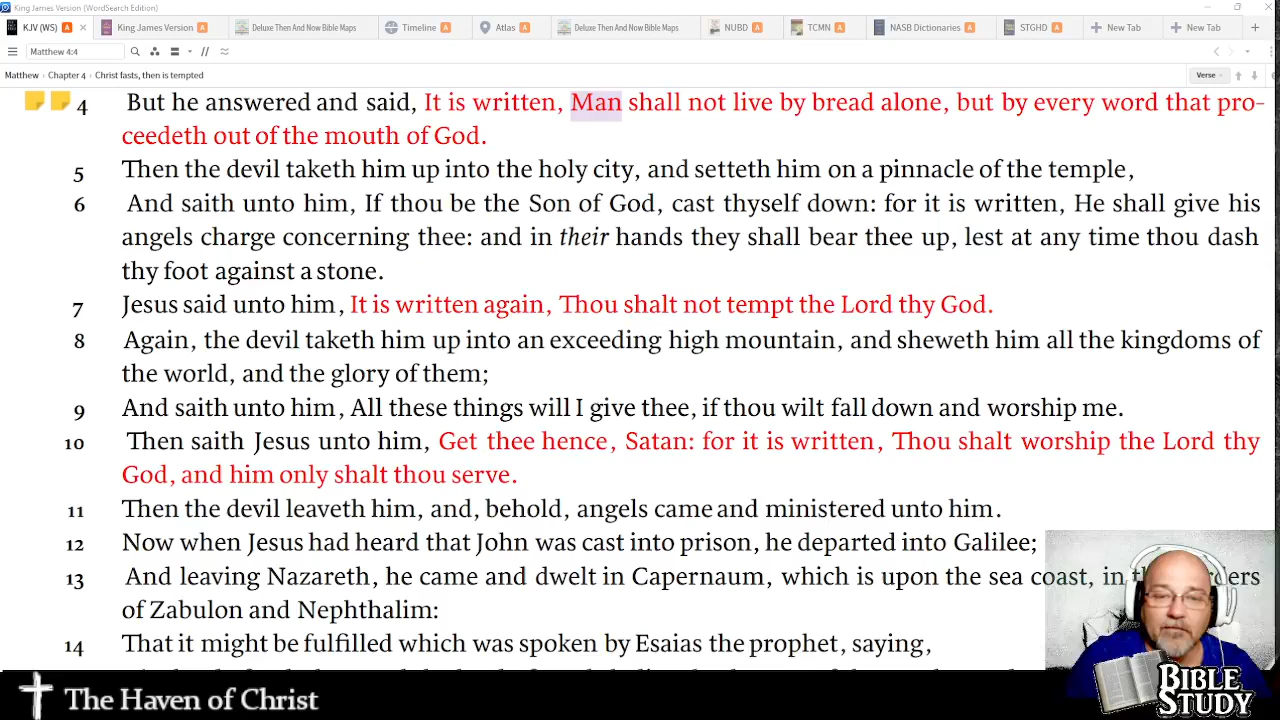 King James Version (WordSearch Edition)
KJV (WS) A × King James Version A Deluxe Then And Now Bible Maps Timeline A Atlas A Deluxe Then And Now Bible Maps NUBD A TCMN A NASB Dictionaries A STGHD A New Tab New Tab
Matthew 4:4
Matthew Chapter 4 Christ fasts, then is tempted Verse
4 But he answered and said, It is written, Man shall not live by bread alone, but by every word that pro-
ceedeth out of the mouth of God.
5 Then the devil taketh him up into the holy city, and setteth him on a pinnacle of the temple,
6 And saith unto him, If thou be the Son of God, cast thyself down: for it is written, He shall give his
angels charge concerning thee: and in their hands they shall bear thee up, lest at any time thou dash
thy foot against a stone.
7 Jesus said unto him, It is written again, Thou shalt not tempt the Lord thy God.
8 Again, the devil taketh him up into an exceeding high mountain, and sheweth him all the kingdoms of
the world, and the glory of them;
9 And saith unto him, All these things will I give thee, if thou wilt fall down and worship me.
10 Then saith Jesus unto him, Get thee hence, Satan: for it is written, Thou shalt worship the Lord thy
God, and him only shalt thou serve.
11 Then the devil leaveth him, and, behold, angels came and ministered unto him.
12 Now when Jesus had heard that John was cast into prison, he departed into Galilee;
13 And leaving Nazareth, he came and dwelt in Capernaum, which is upon the sea coast, in
of Zabulon and Nephthalim:
14 That it might be fulfilled which was spoken by Esaias the prophet, saying,
The Haven of Christ
BIBLE
STUDY